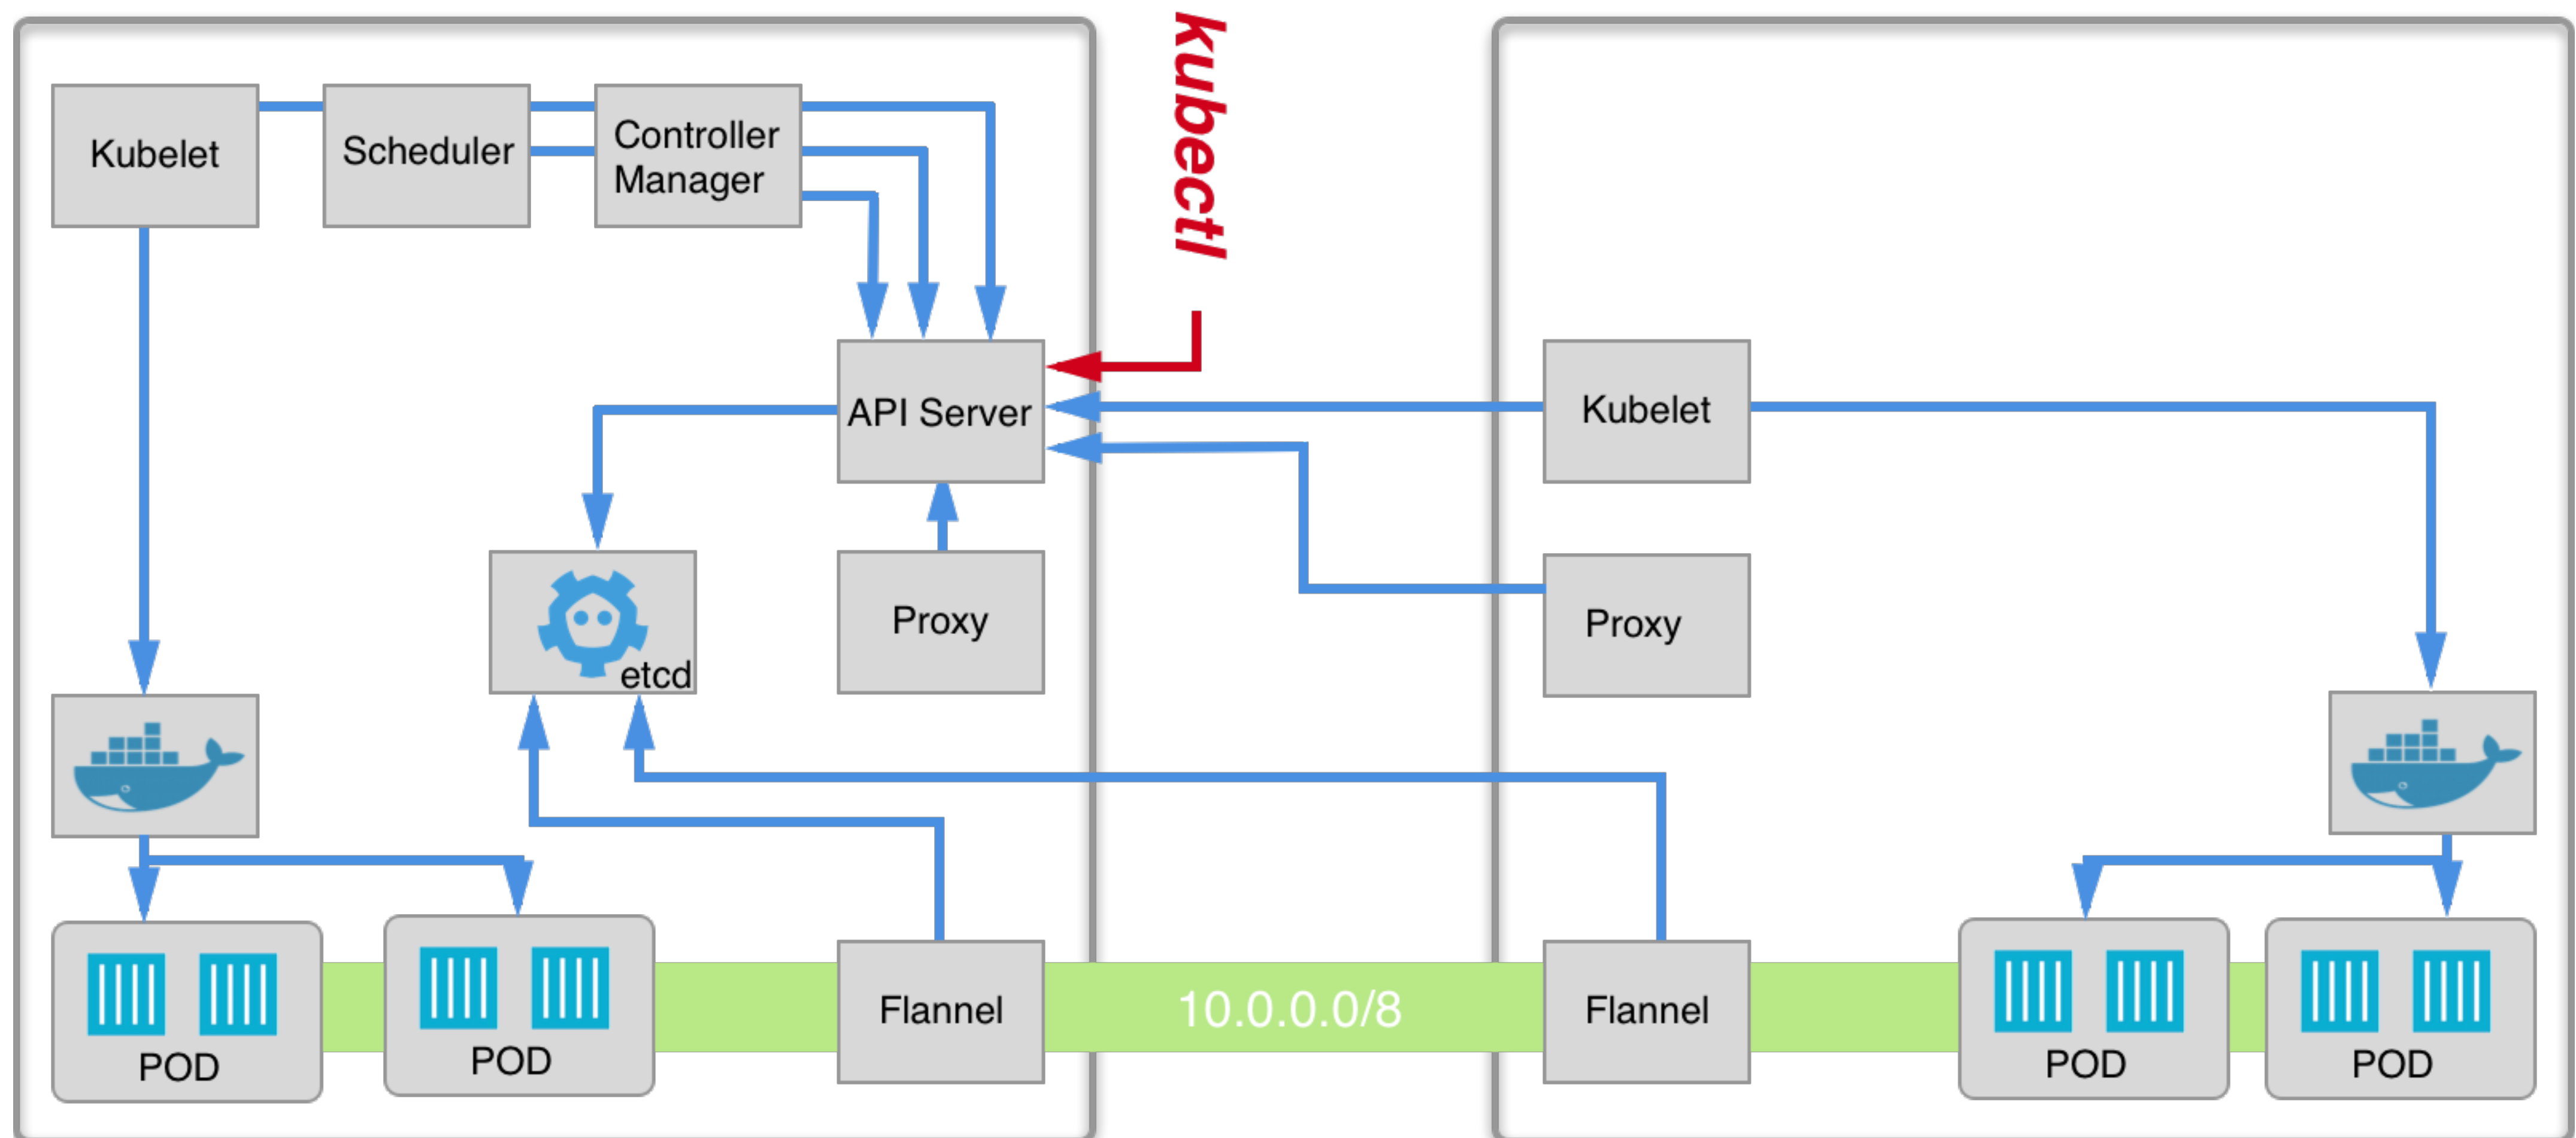 kubectl
Kubelet
Scheduler
Controller
Manager
API Server
Kubelet
etcd
Proxy
Proxy
POD
POD
Flannel
10.0.0.0/8
Flannel
POD
POD